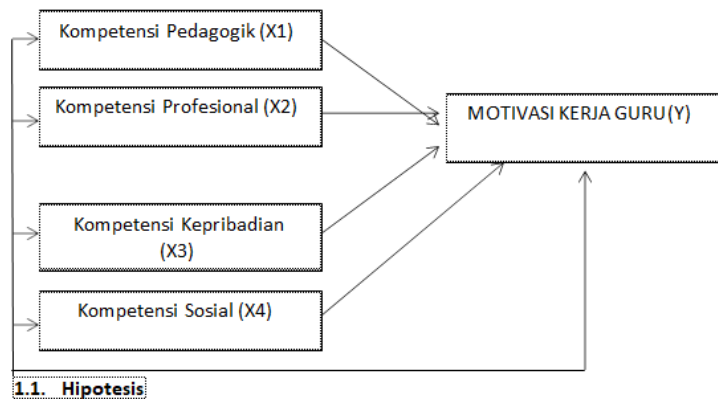 Kompetensi Pedagogik (X1)
Kompetensi Profesional (X2)
MOTIVASI KERJA GURU(Y)
Kompetensi Kepribadian
(X3)
Kompetensi Sosial (X4)
1.1. Hipotesis